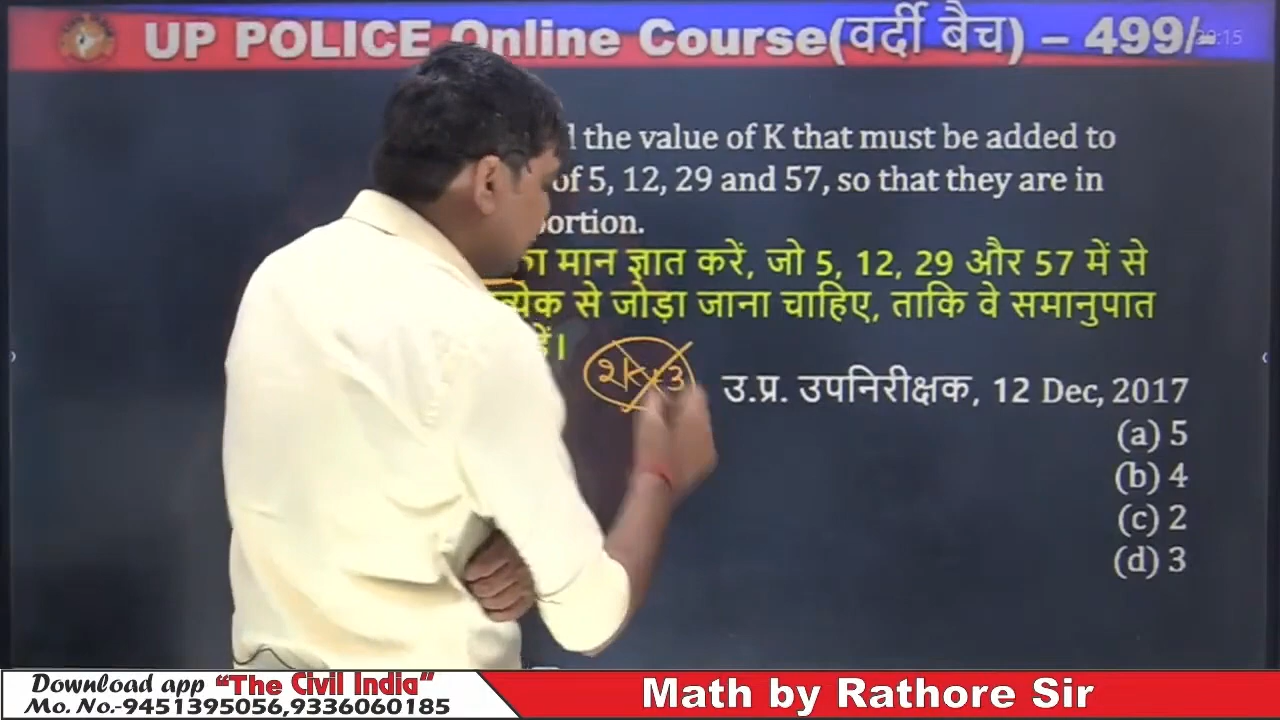 UP POLICE Online Course(वर्दी बैच) – 499/-
the value of K that must be added to
of 5, 12, 29 and 57, so that they are in
का मान ज्ञात करें, जो 5, 12, 29 और 57 में से
से जोड़ा जाना चाहिए, ताकि वे समानुपात
हैं।
उ.प्र. उपनिरीक्षक, 12 Dec, 2017
(a) 5
(b) 4
(c) 2
(d) 3
Download app "The Civil India"
Mo. No.-9451395056,9336060185
Math by Rathore Sir